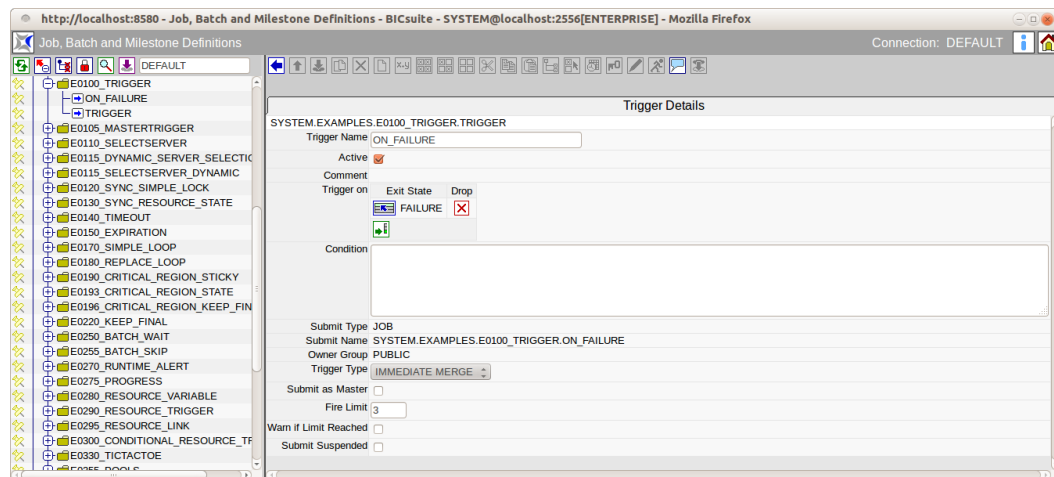 http://localhost:8580 - Job, Batch and Milestone Definitions - BICsuite - SYSTEM@localhost:2556[ENTERPRISE] - Mozilla Firefox
Job, Batch and Milestone Definitions
Connection: DEFAULT
DEFAULT
E0100_TRIGGER
ON_FAILURE
TRIGGER
E0105_MASTERTRIGGER
E0110_SELECTSERVER
E0115_DYNAMIC_SERVER_SELECTIO
E0115_SELECTSERVER_DYNAMIC
E0120_SYNC_SIMPLE_LOCK
E0130_SYNC_RESOURCE_STATE
E0140_TIMEOUT
E0150_EXPIRATION
E0170_SIMPLE_LOOP
E0180_REPLACE_LOOP
E0190_CRITICAL_REGION_STICKY
E0193_CRITICAL_REGION_STATE
E0196_CRITICAL_REGION_KEEP_FIN
E0220_KEEP_FINAL
E0250_BATCH_WAIT
E0255_BATCH_SKIP
E0270_RUNTIME_ALERT
E0275_PROGRESS
E0280_RESOURCE_VARIABLE
E0290_RESOURCE_TRIGGER
E0295_RESOURCE_LINK
E0300_CONDITIONAL_RESOURCE_TF
E0330_TICTACTOE
Trigger Details
SYSTEM.EXAMPLES.E0100_TRIGGER.TRIGGER
Trigger Name ON_FAILURE
Active
Comment
Trigger on Exit State Drop
FAILURE
Condition
Submit Type JOB
Submit Name SYSTEM.EXAMPLES.E0100_TRIGGER.ON_FAILURE
Owner Group PUBLIC
Trigger Type IMMEDIATE MERGE
Submit as Master
Fire Limit 3
Warn if Limit Reached
Submit Suspended